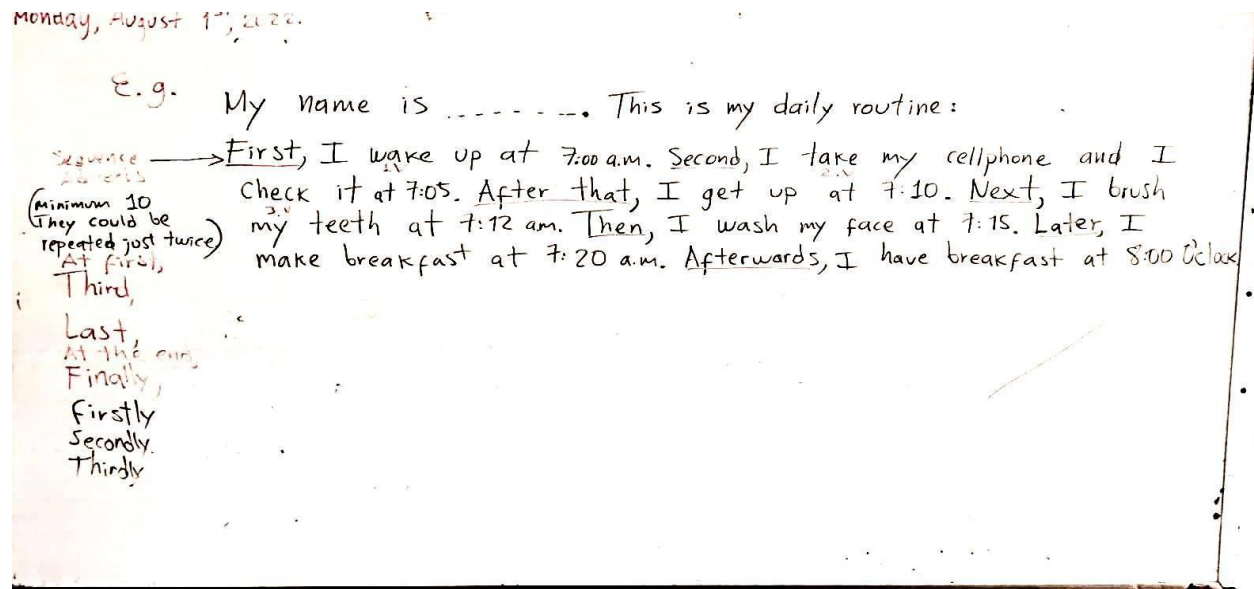 Monday, August 1st, 2022.
E.g.
My name is ---------. This is my daily routine:
Sequence
Adverbs
(Minimum 10
They could be
repeated just twice)
First, I wake up at 7:00 a.m. Second, I take my cellphone and I
1.V
2.V
Check it at 7:05. After that, I get up at 7:10. Next, I brush
3.V
my teeth at 7:12 am. Then, I wash my face at 7:15. Later, I
make breakfast at 7:20 a.m. Afterwards, I have breakfast at 8:00 O'clock
At first,
Third,
Last,
At the end,
Finally,
Firstly
Secondly.
Thirdly